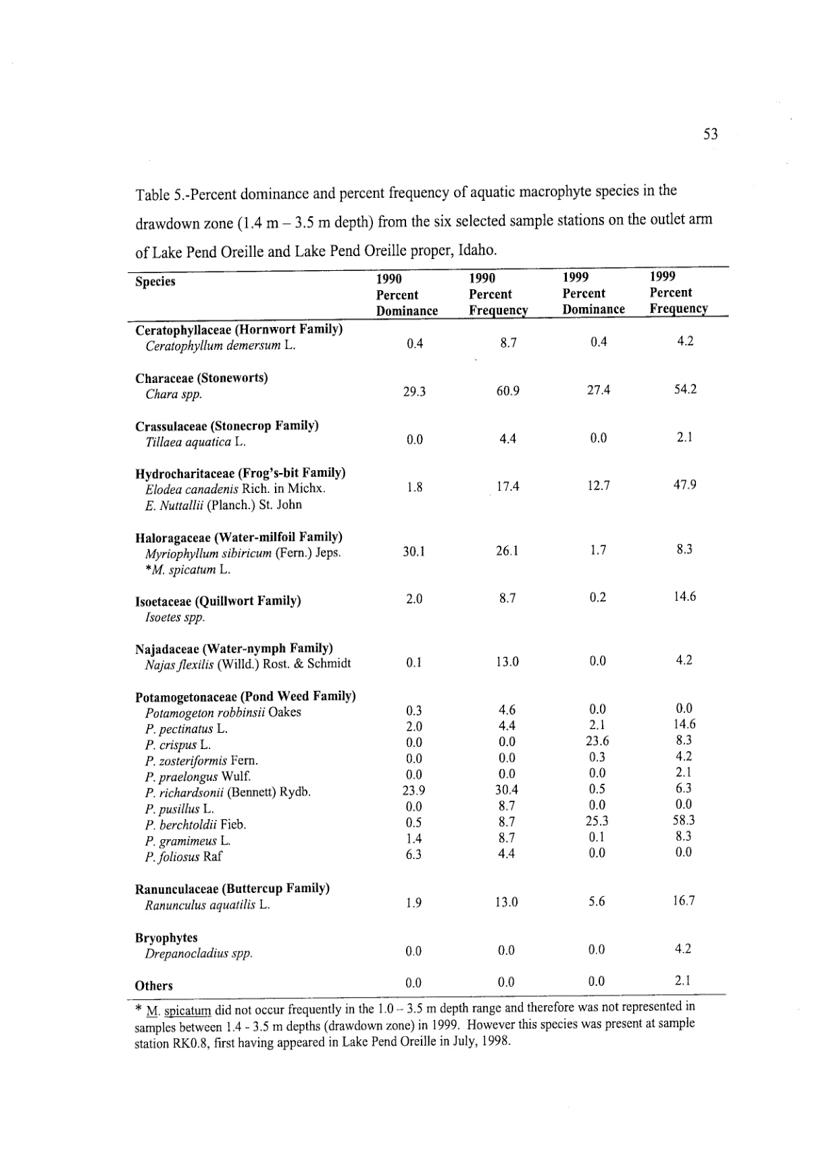 53
Table 5.-Percent dominance and percent frequency of aquatic macrophyte species in the
drawdown zone (1.4 m – 3.5 m depth) from the six selected sample stations on the outlet arm
of Lake Pend Oreille and Lake Pend Oreille proper, Idaho.
Species 1990 Percent Dominance 1990 Percent Frequency 1999 Percent Dominance 1999 Percent Frequency
Ceratophyllaceae (Hornwort Family)
Ceratophyllum demersum L. 0.4 8.7 0.4 4.2
Characeae (Stoneworts)
Chara spp. 29.3 60.9 27.4 54.2
Crassulaceae (Stonecrop Family)
Tillaea aquatica L. 0.0 4.4 0.0 2.1
Hydrocharitaceae (Frog's-bit Family)
Elodea canadenis Rich. in Michx. 1.8 17.4 12.7 47.9
E. Nuttallii (Planch.) St. John
Haloragaceae (Water-milfoil Family)
Myriophyllum sibiricum (Fern.) Jeps. 30.1 26.1 1.7 8.3
*M. spicatum L.
Isoetaceae (Quillwort Family) 2.0 8.7 0.2 14.6
Isoetes spp.
Najadaceae (Water-nymph Family)
Najas flexilis (Willd.) Rost. & Schmidt 0.1 13.0 0.0 4.2
Potamogetonaceae (Pond Weed Family)
Potamogeton robbinsii Oakes 0.3 4.6 0.0 0.0
P. pectinatus L. 2.0 4.4 2.1 14.6
P. crispus L. 0.0 0.0 23.6 8.3
P. zosteriformis Fern. 0.0 0.0 0.3 4.2
P. praelongus Wulf. 0.0 0.0 0.0 2.1
P. richardsonii (Bennett) Rydb. 23.9 30.4 0.5 6.3
P. pusillus L. 0.0 8.7 0.0 0.0
P. berchtoldii Fieb. 0.5 8.7 25.3 58.3
P. gramimeus L. 1.4 8.7 0.1 8.3
P. foliosus Raf 6.3 4.4 0.0 0.0
Ranunculaceae (Buttercup Family)
Ranunculus aquatilis L. 1.9 13.0 5.6 16.7
Bryophytes
Drepanocladius spp. 0.0 0.0 0.0 4.2
Others 0.0 0.0 0.0 2.1
* M. spicatum did not occur frequently in the 1.0 – 3.5 m depth range and therefore was not represented in
samples between 1.4 - 3.5 m depths (drawdown zone) in 1999. However this species was present at sample
station RK0.8, first having appeared in Lake Pend Oreille in July, 1998.